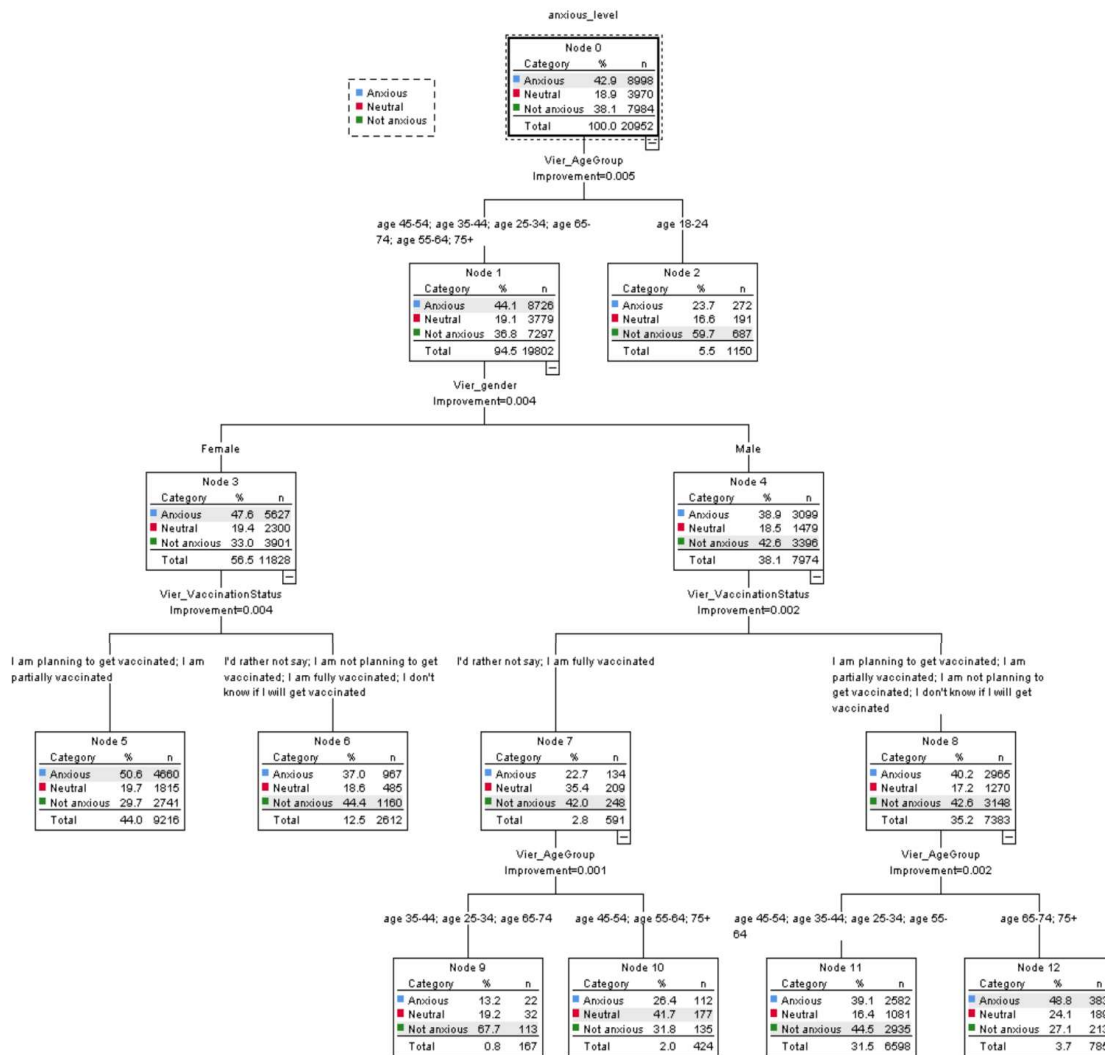 anxious_level
Anxious
Neutral
Not anxious
Node 0
Category % n
Anxious 42.9 8998
Neutral 18.9 3970
Not anxious 38.1 7984
Total 100.0 20952
Vier_AgeGroup
Improvement=0.005
age 45-54; age 35-44; age 25-34; age 65-
74; age 55-64; 75+
age 18-24
Node 1
Category % n
Anxious 44.1 8726
Neutral 19.1 3779
Not anxious 36.8 7297
Total 94.5 19802
Node 2
Category % n
Anxious 23.7 272
Neutral 16.6 191
Not anxious 59.7 687
Total 5.5 1150
Vier_gender
Improvement=0.004
Female
Male
Node 3
Category % n
Anxious 47.6 5627
Neutral 19.4 2300
Not anxious 33.0 3901
Total 56.5 11828
Node 4
Category % n
Anxious 38.9 3099
Neutral 18.5 1479
Not anxious 42.6 3396
Total 38.1 7974
Vier_VaccinationStatus
Improvement=0.004
Vier_VaccinationStatus
Improvement=0.002
I am planning to get vaccinated; I am
partially vaccinated
I'd rather not say; I am not planning to get
vaccinated; I am fully vaccinated; I don't
know if I will get vaccinated
I'd rather not say; I am fully vaccinated
I am planning to get vaccinated; I am
partially vaccinated; I am not planning to
get vaccinated; I don't know if I will get
vaccinated
Node 5
Category % n
Anxious 50.6 4660
Neutral 19.7 1815
Not anxious 29.7 2741
Total 44.0 9216
Node 6
Category % n
Anxious 37.0 967
Neutral 18.6 485
Not anxious 44.4 1160
Total 12.5 2612
Node 7
Category % n
Anxious 22.7 134
Neutral 35.4 209
Not anxious 42.0 248
Total 2.8 591
Node 8
Category % n
Anxious 40.2 2965
Neutral 17.2 1270
Not anxious 42.6 3148
Total 35.2 7383
Vier_AgeGroup
Improvement=0.001
Vier_AgeGroup
Improvement=0.002
age 35-44; age 25-34; age 65-74
age 45-54; age 55-64; 75+
age 45-54; age 35-44; age 25-34; age 55-
64
age 65-74; 75+
Node 9
Category % n
Anxious 13.2 22
Neutral 19.2 32
Not anxious 67.7 113
Total 0.8 167
Node 10
Category % n
Anxious 26.4 112
Neutral 41.7 177
Not anxious 31.8 135
Total 2.0 424
Node 11
Category % n
Anxious 39.1 2582
Neutral 16.4 1081
Not anxious 44.5 2935
Total 31.5 6598
Node 12
Category % n
Anxious 48.8 383
Neutral 24.1 189
Not anxious 27.1 213
Total 3.7 785